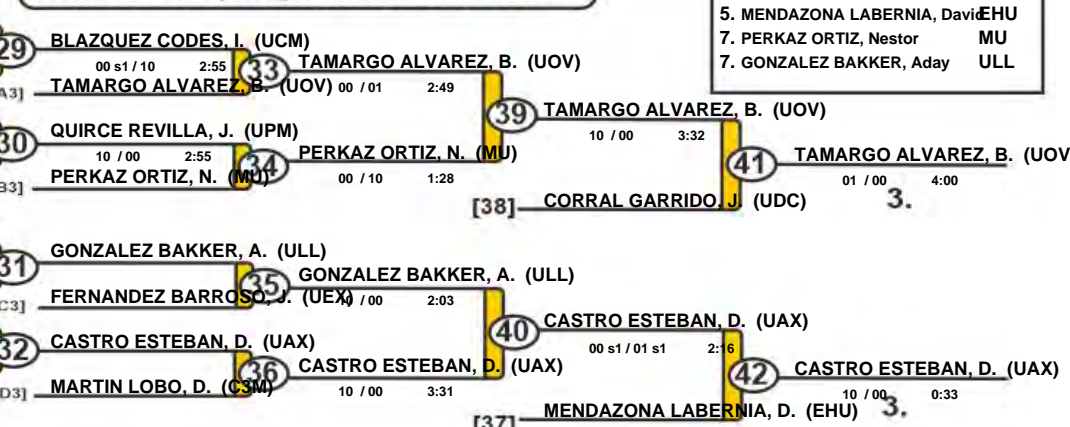 5. MENDAZONA LABERNIA, David EHU
7. PERKAZ ORTIZ, Nestor MU
7. GONZALEZ BAKKER, Aday ULL
29 BLAZQUEZ CODES, I. (UCM)
00 s1 / 10 2:55
33 TAMARGO ALVAREZ, B. (UOV)
A3] TAMARGO ALVAREZ, B. (UOV)
00 / 01 2:49
39 TAMARGO ALVAREZ, B. (UOV)
30 QUIRCE REVILLA, J. (UPM)
10 / 00 2:55
34 PERKAZ ORTIZ, N. (MU)
10 / 00 3:32
41 TAMARGO ALVAREZ, B. (UOV
B3] PERKAZ ORTIZ, N. (MU)
00 / 10 1:28
01 / 00 4:00
3.
[38] CORRAL GARRIDO, J. (UDC)
31 GONZALEZ BAKKER, A. (ULL)
35 GONZALEZ BAKKER, A. (ULL)
C3] FERNANDEZ BARROSO, J. (UEX)
10 / 00 2:03
40 CASTRO ESTEBAN, D. (UAX)
32 CASTRO ESTEBAN, D. (UAX)
00 s1 / 01 s1 2:16
36 CASTRO ESTEBAN, D. (UAX)
42 CASTRO ESTEBAN, D. (UAX)
D3] MARTIN LOBO, D. (C3M)
10 / 00 3:31
10 / 00 0:33
3.
[37] MENDAZONA LABERNIA, D. (EHU)